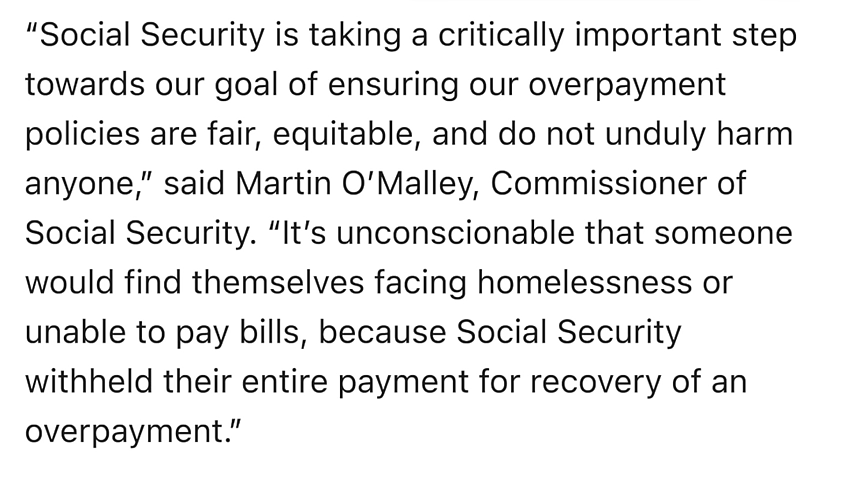 “Social Security is taking a critically important step
towards our goal of ensuring our overpayment
policies are fair, equitable, and do not unduly harm
anyone,” said Martin O’Malley, Commissioner of
Social Security. “It’s unconscionable that someone
would find themselves facing homelessness or
unable to pay bills, because Social Security
withheld their entire payment for recovery of an
overpayment.”